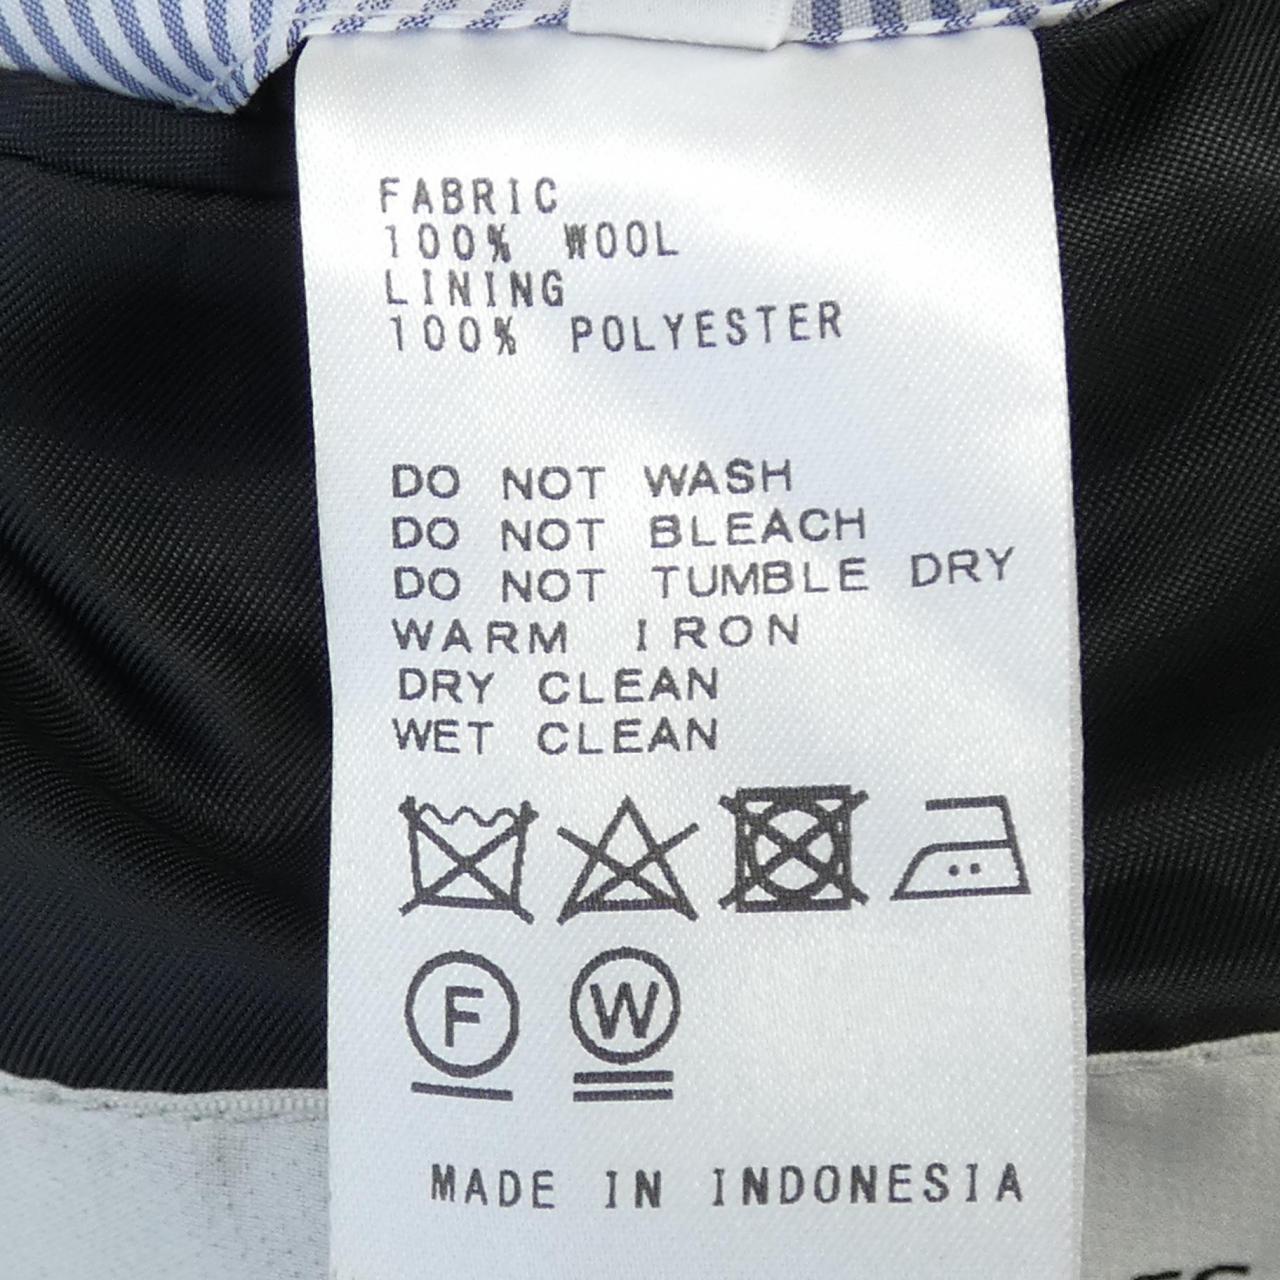 FABRIC
100% WOOL
LINING
100% POLYESTER
DO NOT WASH
DO NOT BLEACH
DO NOT TUMBLE DRY
WARM IRON
DRY CLEAN
WET CLEAN
F W
MADE IN INDONESIA